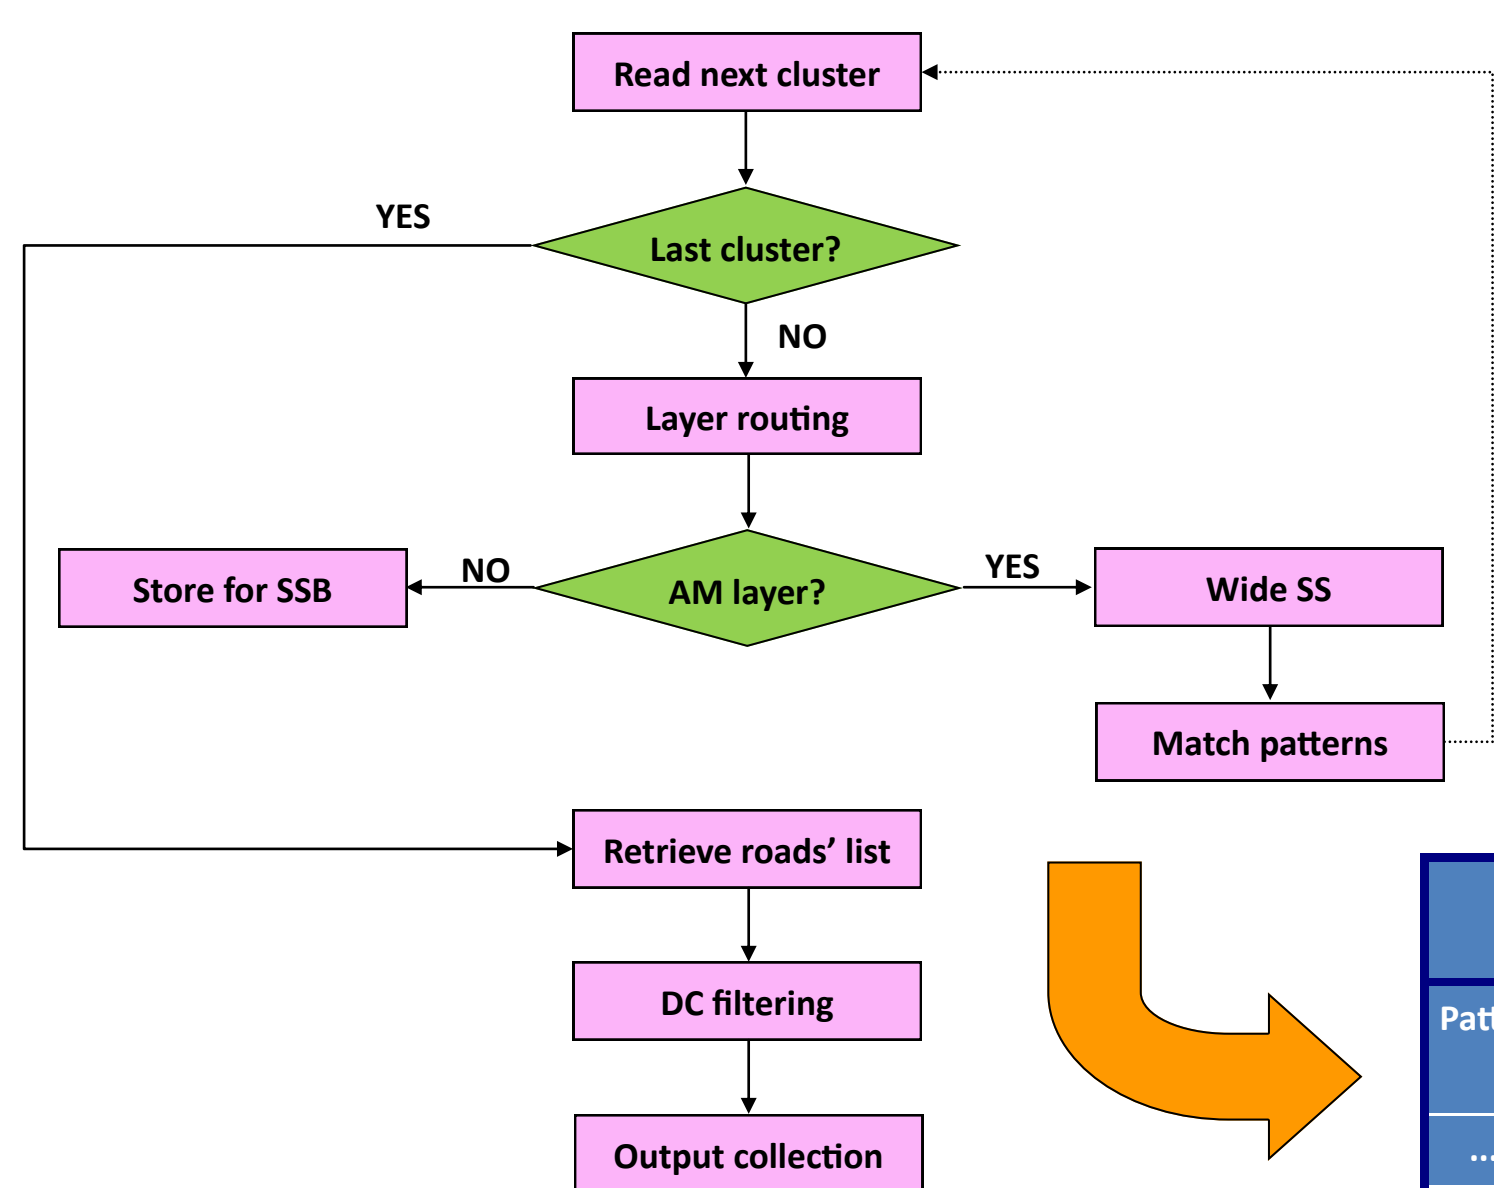 Read next cluster
YES
Last cluster?
NO
Layer routing
NO
YES
Store for SSB
AM layer?
Wide SS
Match patterns
Retrieve roads’ list
DC filtering
Output collection
...